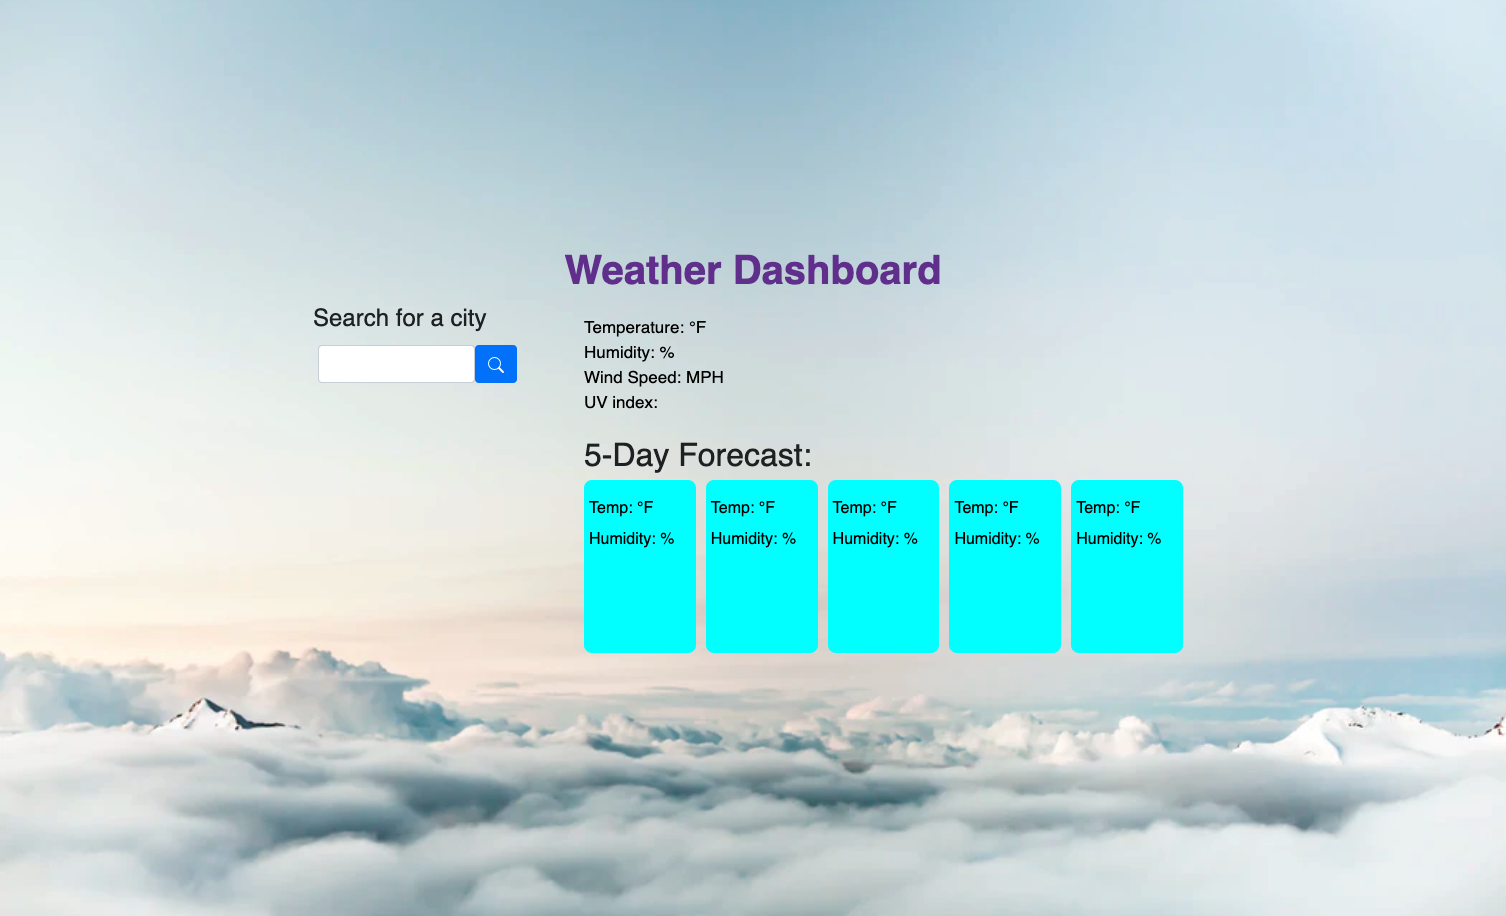 Weather Dashboard
Search for a city
Temperature: °F
Humidity: %
Wind Speed: MPH
UV index:
5-Day Forecast:
Temp: °F
Humidity: %
Temp: °F
Humidity: %
Temp: °F
Humidity: %
Temp: °F
Humidity: %
Temp: °F
Humidity: %